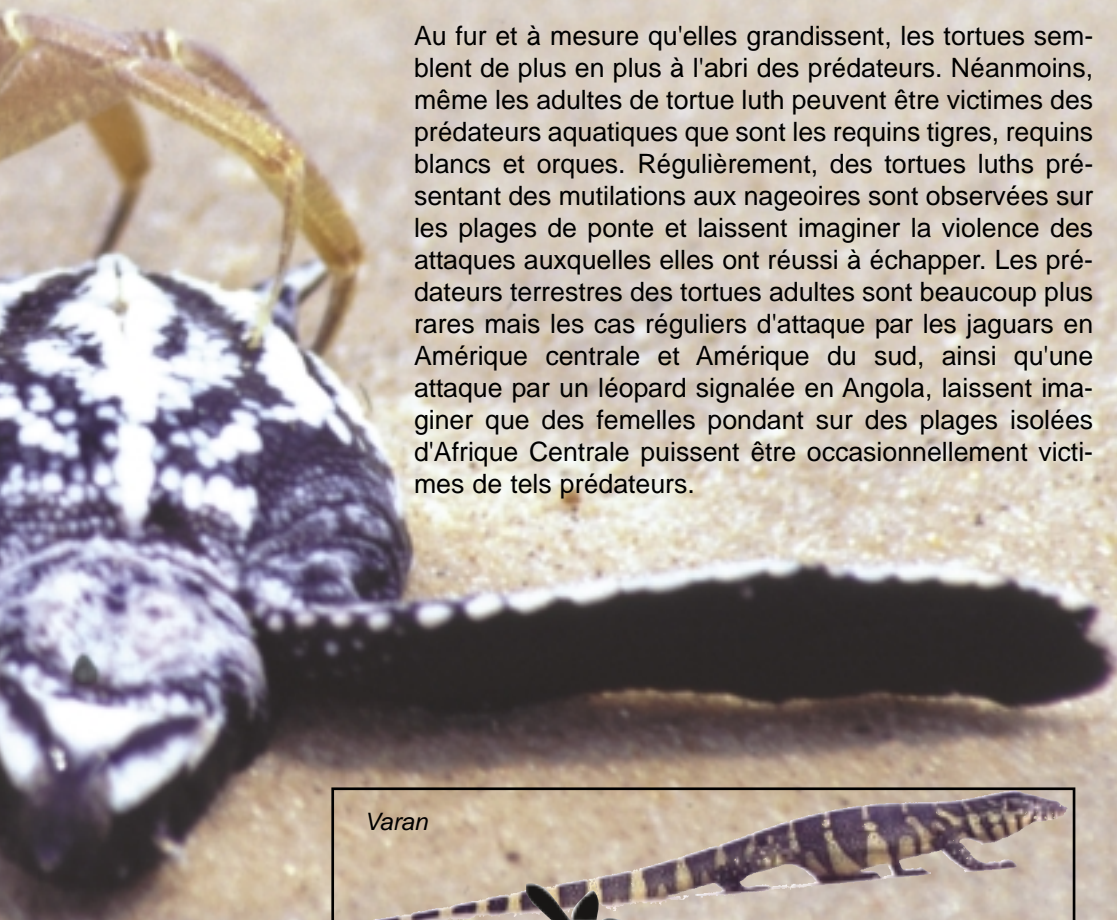 Au fur et à mesure qu'elles grandissent, les tortues sem-
blent de plus en plus à l'abri des prédateurs. Néanmoins,
même les adultes de tortue luth peuvent être victimes des
prédateurs aquatiques que sont les requins tigres, requins
blancs et orques. Régulièrement, des tortues luths pré-
sentant des mutilations aux nageoires sont observées sur
les plages de ponte et laissent imaginer la violence des
attaques auxquelles elles ont réussi à échapper. Les pré-
dateurs terrestres des tortues adultes sont beaucoup plus
rares mais les cas réguliers d'attaque par les jaguars en
Amérique centrale et Amérique du sud, ainsi qu'une
attaque par un léopard signalée en Angola, laissent ima-
giner que des femelles pondant sur des plages isolées
d'Afrique Centrale puissent être occasionnellement victi-
mes de tels prédateurs.
Varan